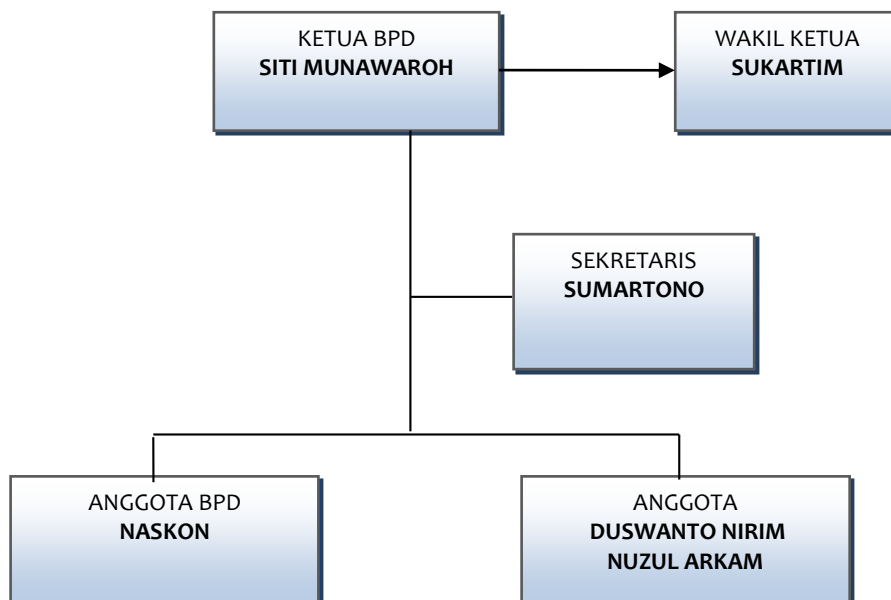 KETUA BPD
SITI MUNAWAROH
WAKIL KETUA
SUKARTIM
SEKRETARIS
SUMARTONO
ANGGOTA BPD
NASKON
ANGGOTA
DUSWANTO NIRIM
NUZUL ARKAM